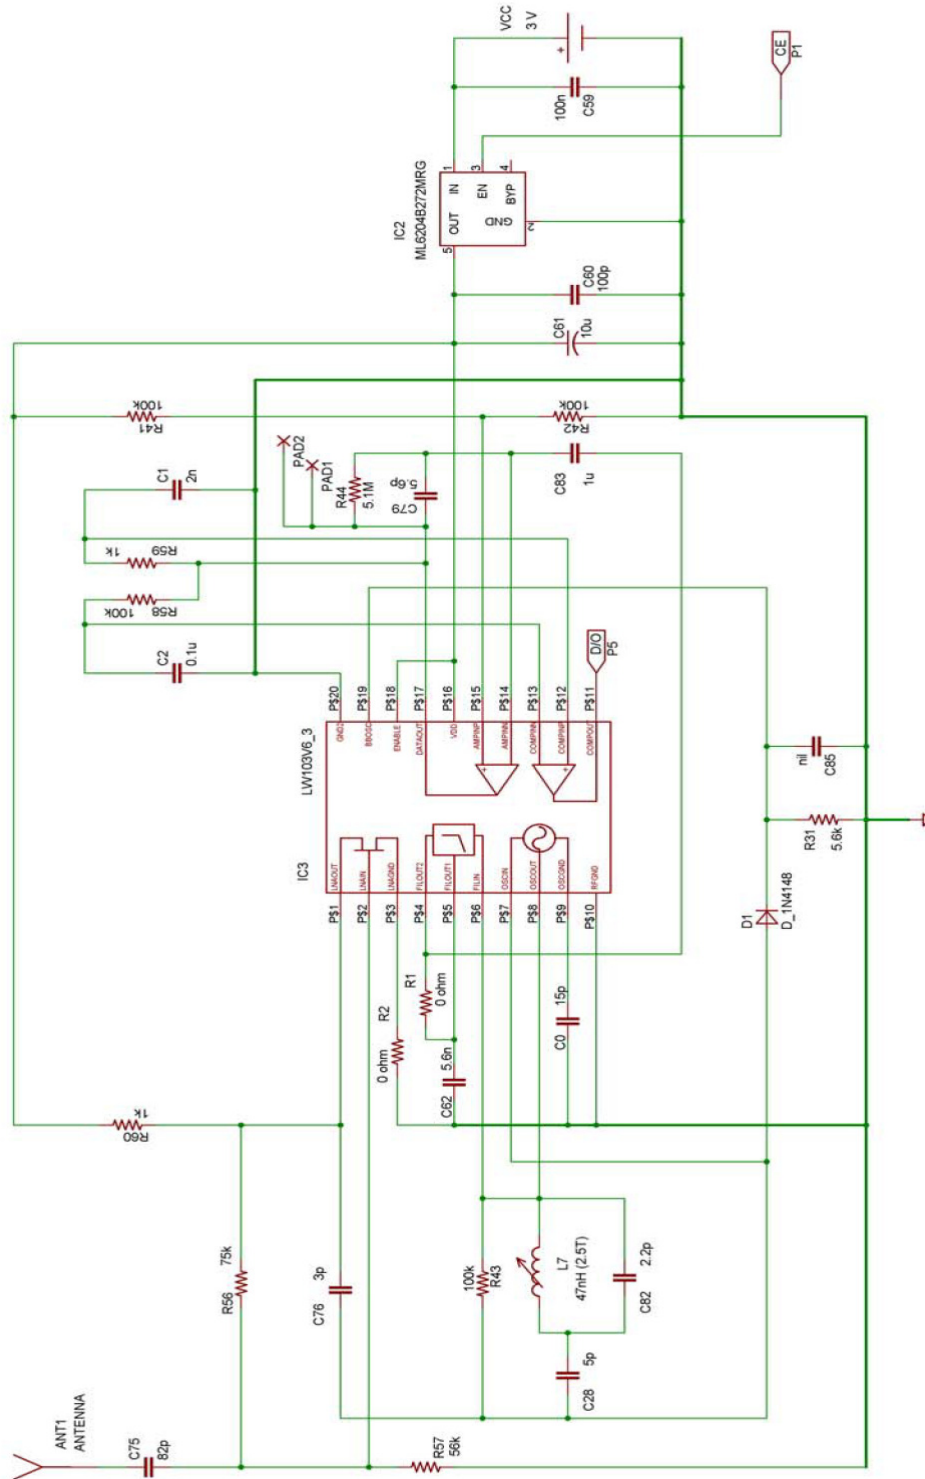 VCC
3 V
CE
P1
100n
C59
1
3
4
IN
EN
BYP
OUT
GND
5
2
IC2
ML6204B272MRG
C60
100p
C61
10u
100k
R41
100k
R42
PAD2
PAD1
R44
5.1M
5.6p
C79
C83
1u
C1
2n
1k
R59
100k
R58
C2
0.1u
D/O
P5
P$20
P$19
P$18
P$17
P$16
P$15
P$14
P$13
P$12
P$11
GND2
BBOSC
ENABLE
DATAOUT
VDD
AMPINP
AMPINN
COMPINN
COMPINP
COMPOUT
LW103V6_3
IC3
LNAOUT
LNAIN
LNAGND
FILOUT2
FILOUT1
FILIN
OSCIN
OSCOUT
OSCGND
RFGND
P$1
P$2
P$3
P$4
P$5
P$6
P$7
P$8
P$9
P$10
nil
C85
R31
5.6k
D1
D_1N4148
R1
0 ohm
R2
0 ohm
15p
C0
5.6n
C62
1k
R60
75k
R56
3p
C76
100k
R43
L7
47nH (2.5T)
2.2p
C82
5p
C28
ANT1
ANTENNA
C75
82p
R57
56k